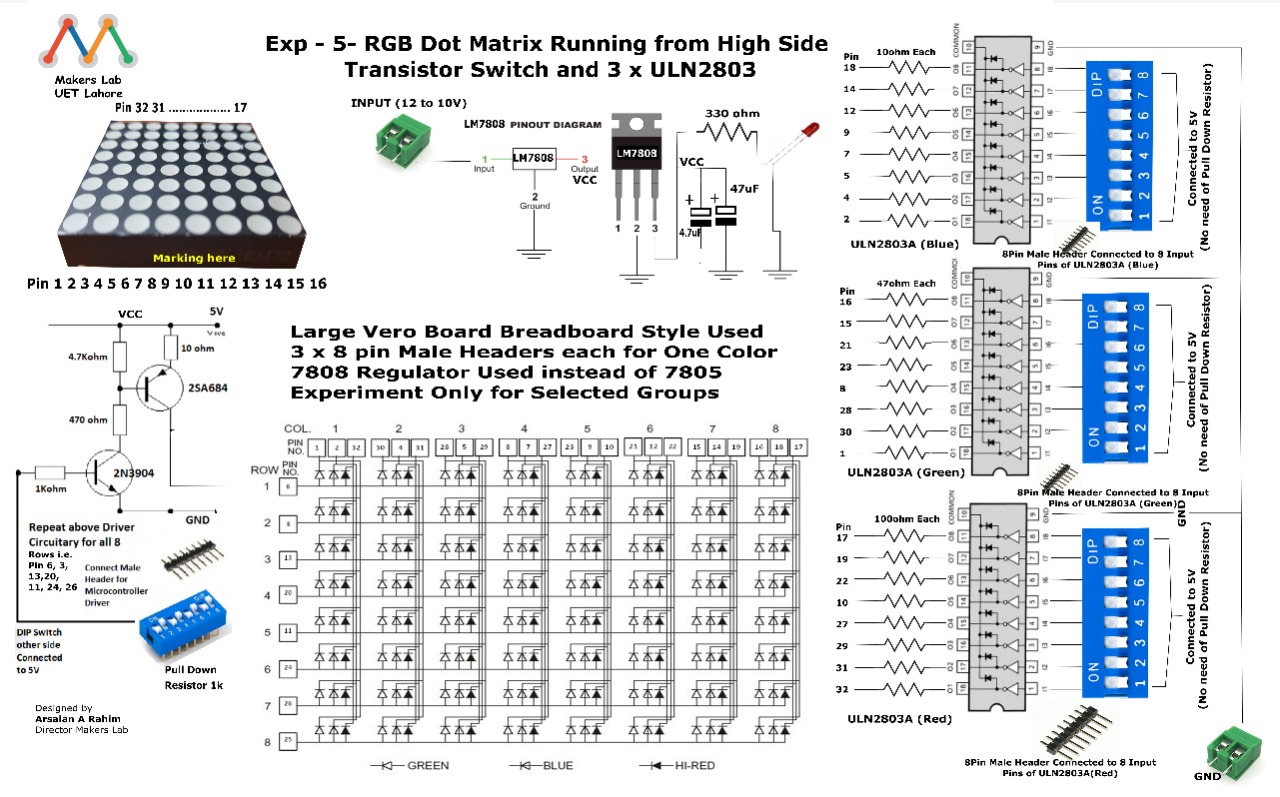 Exp - 5- RGB Dot Matrix Running from High Side
Transistor Switch and 3 x ULN2803
Makers Lab
UET Lahore
Pin 32 31 .................. 17
Marking here
Pin 1 2 3 4 5 6 7 8 9 10 11 12 13 14 15 16
INPUT (12 to 10V)
LM7808 PINOUT DIAGRAM
1
Input
LM7808
3
Output
VCC
2
Ground
LM7808
1 2 3
330 ohm
VCC
+
+
47uF
4.7uF
VCC
5V
4.7Kohm
10 ohm
2SA684
470 ohm
2N3904
1Kohm
GND
Repeat above Driver
Circuitary for all 8
Rows i.e.
Pin 6, 3,
13,20,
11, 24, 26
Connect Male
Header for
Microcontroller
Driver
DIP Switch
other side
Connected
to 5V
Pull Down
Resistor 1k
Designed by
Arsalan A Rahim
Director Makers Lab
Large Vero Board Breadboard Style Used
3 x 8 pin Male Headers each for One Color
7808 Regulator Used instead of 7805
Experiment Only for Selected Groups
COL. 1 2 3 4 5 6 7 8
PIN NO. 1 2 32 30 4 31 28 5 29 8 7 27 23 9 10 21 12 22 15 14 19 16 18 17
ROW PIN NO.
1 6
2 3
3 13
4 20
5 11
6 24
7 26
8 25
GREEN BLUE HI-RED
Pin
10ohm Each
18
14
12
9
7
5
4
2
COMMON
GND
ULN2803A (Blue)
DIP
ON
1 2 3 4 5 6 7 8
Connected to 5V
(No need of Pull Down Resistor)
8Pin Male Header Connected to 8 Input
Pins of ULN2803A (Blue)
Pin
47ohm Each
16
15
21
23
8
28
30
1
COMMON
GND
ULN2803A (Green)
DIP
ON
1 2 3 4 5 6 7 8
Connected to 5V
(No need of Pull Down Resistor)
8Pin Male Header Connected to 8 Input
Pins of ULN2803A (Green)
GND
Pin
100ohm Each
17
19
22
10
27
29
31
32
COMMON
GND
ULN2803A (Red)
DIP
ON
1 2 3 4 5 6 7 8
Connected to 5V
(No need of Pull Down Resistor)
8Pin Male Header Connected to 8 Input
Pins of ULN2803A(Red)
GND